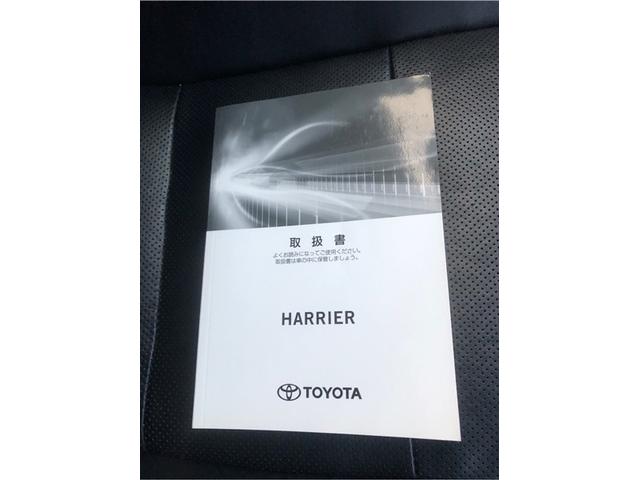 取扱書
よくお読みになってご使用ください。
取扱書は車の中に保管しましょう。
HARRIER
TOYOTA